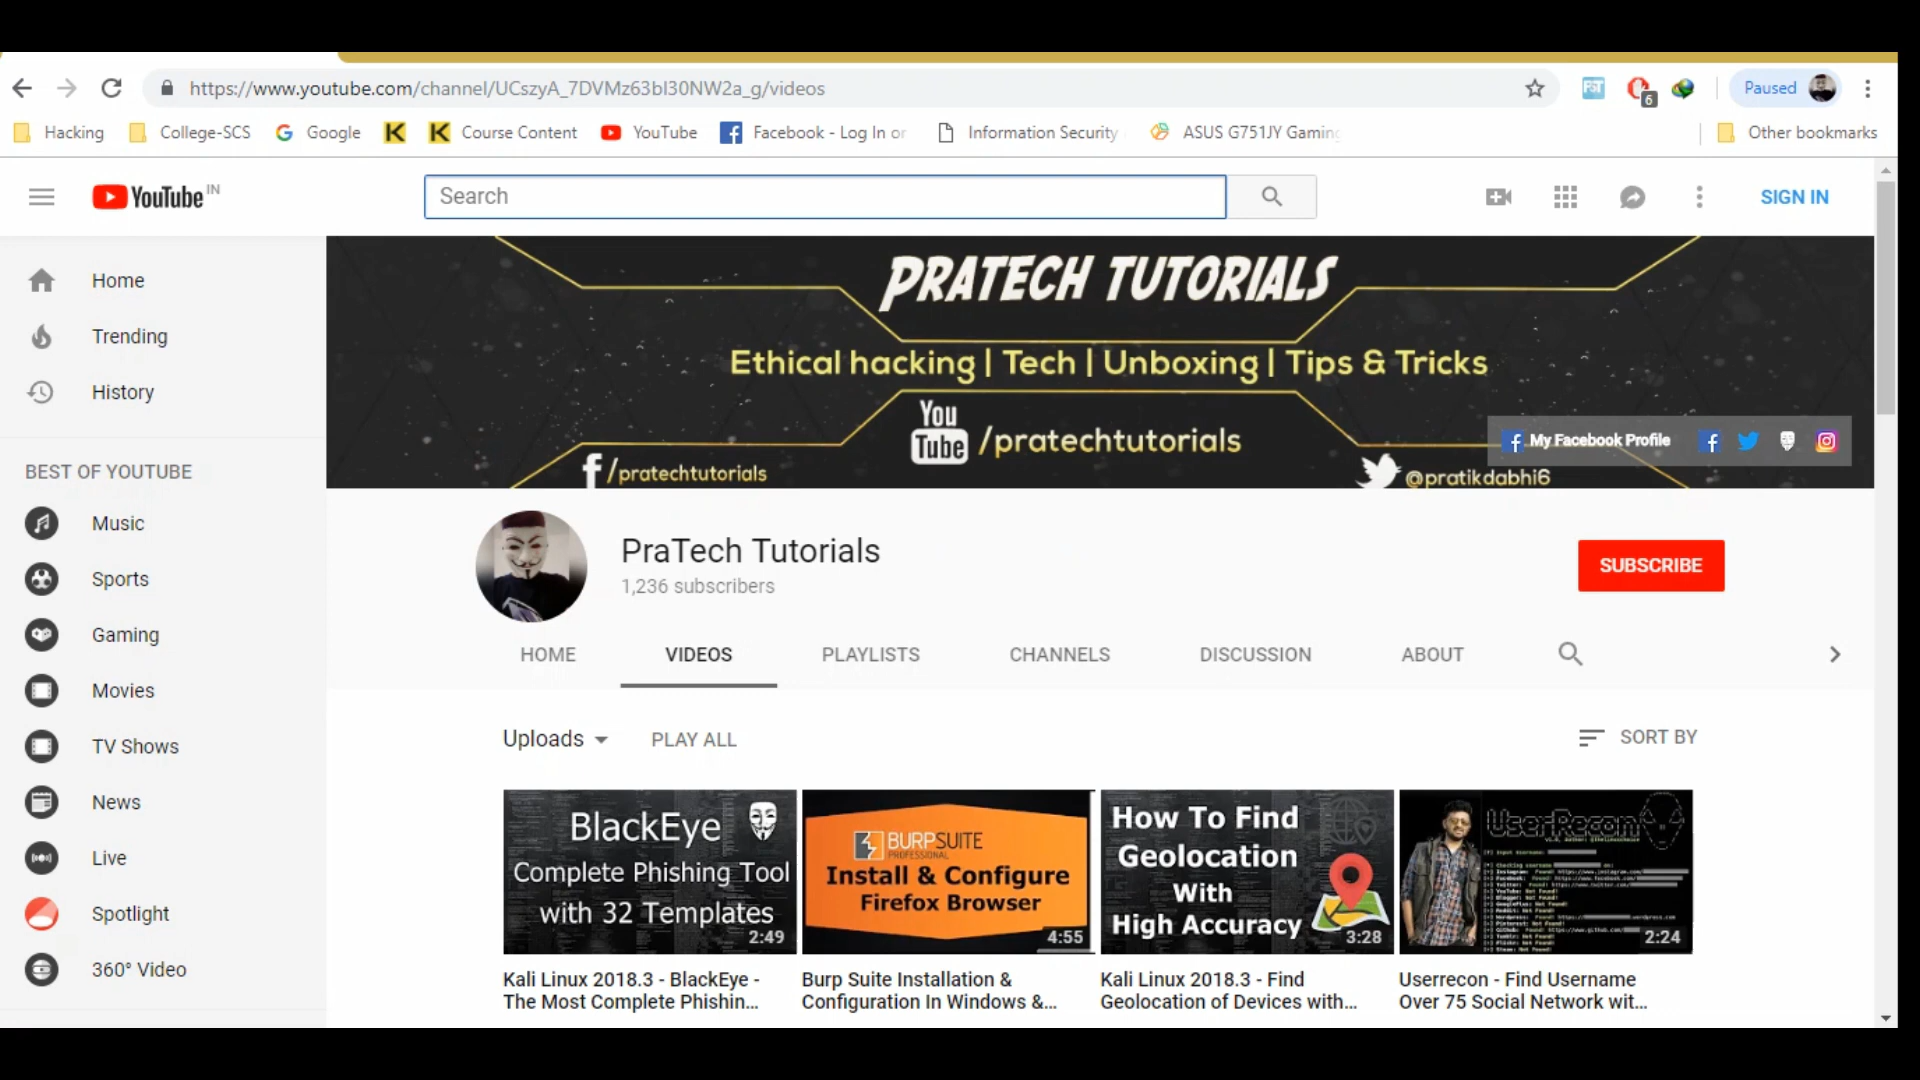 https://www.youtube.com/channel/UCszyA_7DVMz63bI30NW2a_g/videos
6
Paused
Hacking
College-SCS
Google
Course Content
YouTube
Facebook - Log In or
Information Security
ASUS G751JY Gaming
Other bookmarks
YouTube IN
Search
SIGN IN
Home
Trending
History
BEST OF YOUTUBE
Music
Sports
Gaming
Movies
TV Shows
News
Live
Spotlight
360° Video
PRATECH TUTORIALS
Ethical hacking | Tech | Unboxing | Tips & Tricks
You Tube /pratechtutorials
My Facebook Profile
/pratechtutorials
@pratikdabhi6
PraTech Tutorials
1,236 subscribers
SUBSCRIBE
HOME
VIDEOS
PLAYLISTS
CHANNELS
DISCUSSION
ABOUT
Uploads
PLAY ALL
SORT BY
BlackEye
Complete Phishing Tool
with 32 Templates
2:49
Kali Linux 2018.3 - BlackEye -
The Most Complete Phishin...
BURPSUITE
PROFESSIONAL
Install & Configure
Firefox Browser
4:55
Burp Suite Installation &
Configuration In Windows &...
How To Find
Geolocation
With
High Accuracy
3:28
Kali Linux 2018.3 - Find
Geolocation of Devices with...
UserRecon
2:24
Userrecon - Find Username
Over 75 Social Network wit...